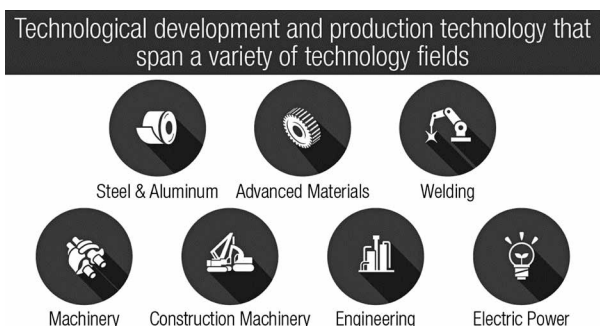 Technological development and production technology that
span a variety of technology fields
Steel & Aluminum
Advanced Materials
Welding
Machinery
Construction Machinery
Engineering
Electric Power